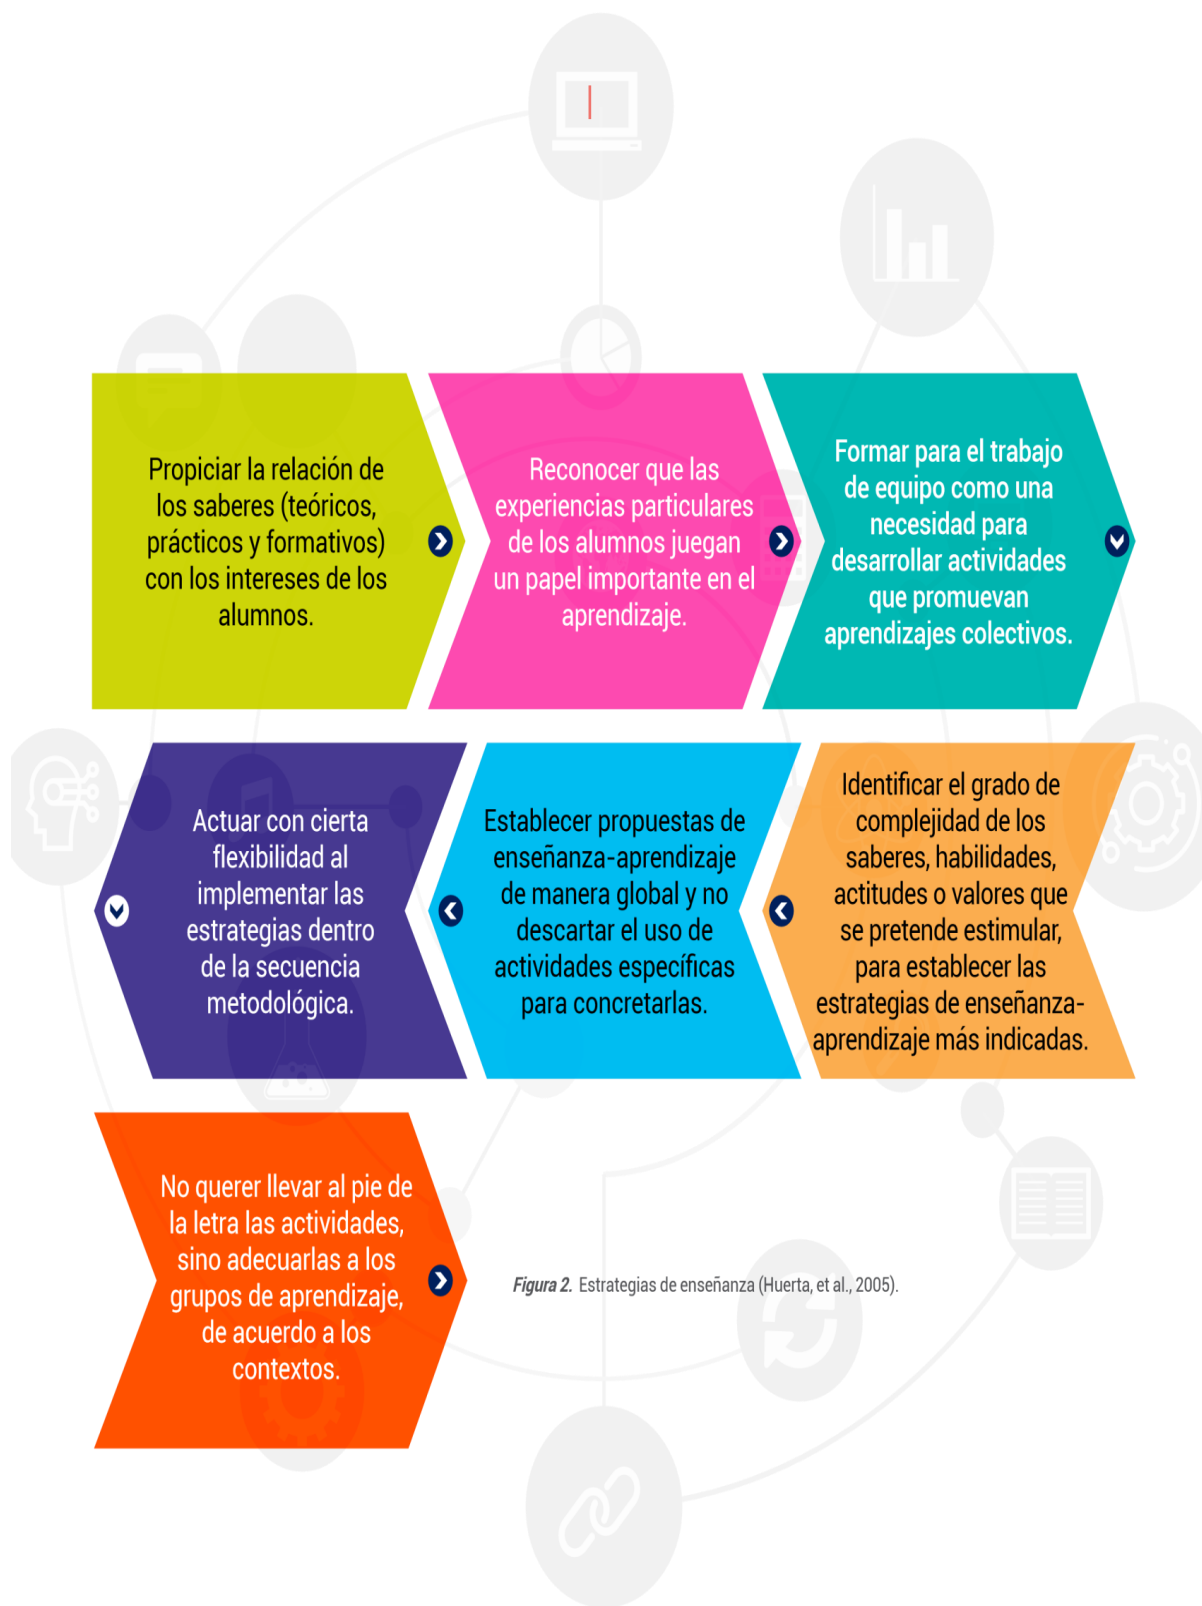 Propiciar la relación de
los saberes (teóricos,
prácticos y formativos)
con los intereses de los
alumnos.
Reconocer que las
experiencias particulares
de los alumnos juegan
un papel importante en el
aprendizaje.
Formar para el trabajo
de equipo como una
necesidad para
desarrollar actividades
que promuevan
aprendizajes colectivos.
Identificar el grado de
complejidad de los
saberes, habilidades,
actitudes o valores que
se pretende estimular,
para establecer las
estrategias de enseñanza-
aprendizaje más indicadas.
Establecer propuestas de
enseñanza-aprendizaje
de manera global y no
descartar el uso de
actividades específicas
para concretarlas.
Actuar con cierta
flexibilidad al
implementar las
estrategias dentro
de la secuencia
metodológica.
No querer llevar al pie de
la letra las actividades,
sino adecuarlas a los
grupos de aprendizaje,
de acuerdo a los
contextos.
Figura 2. Estrategias de enseñanza (Huerta, et al., 2005).